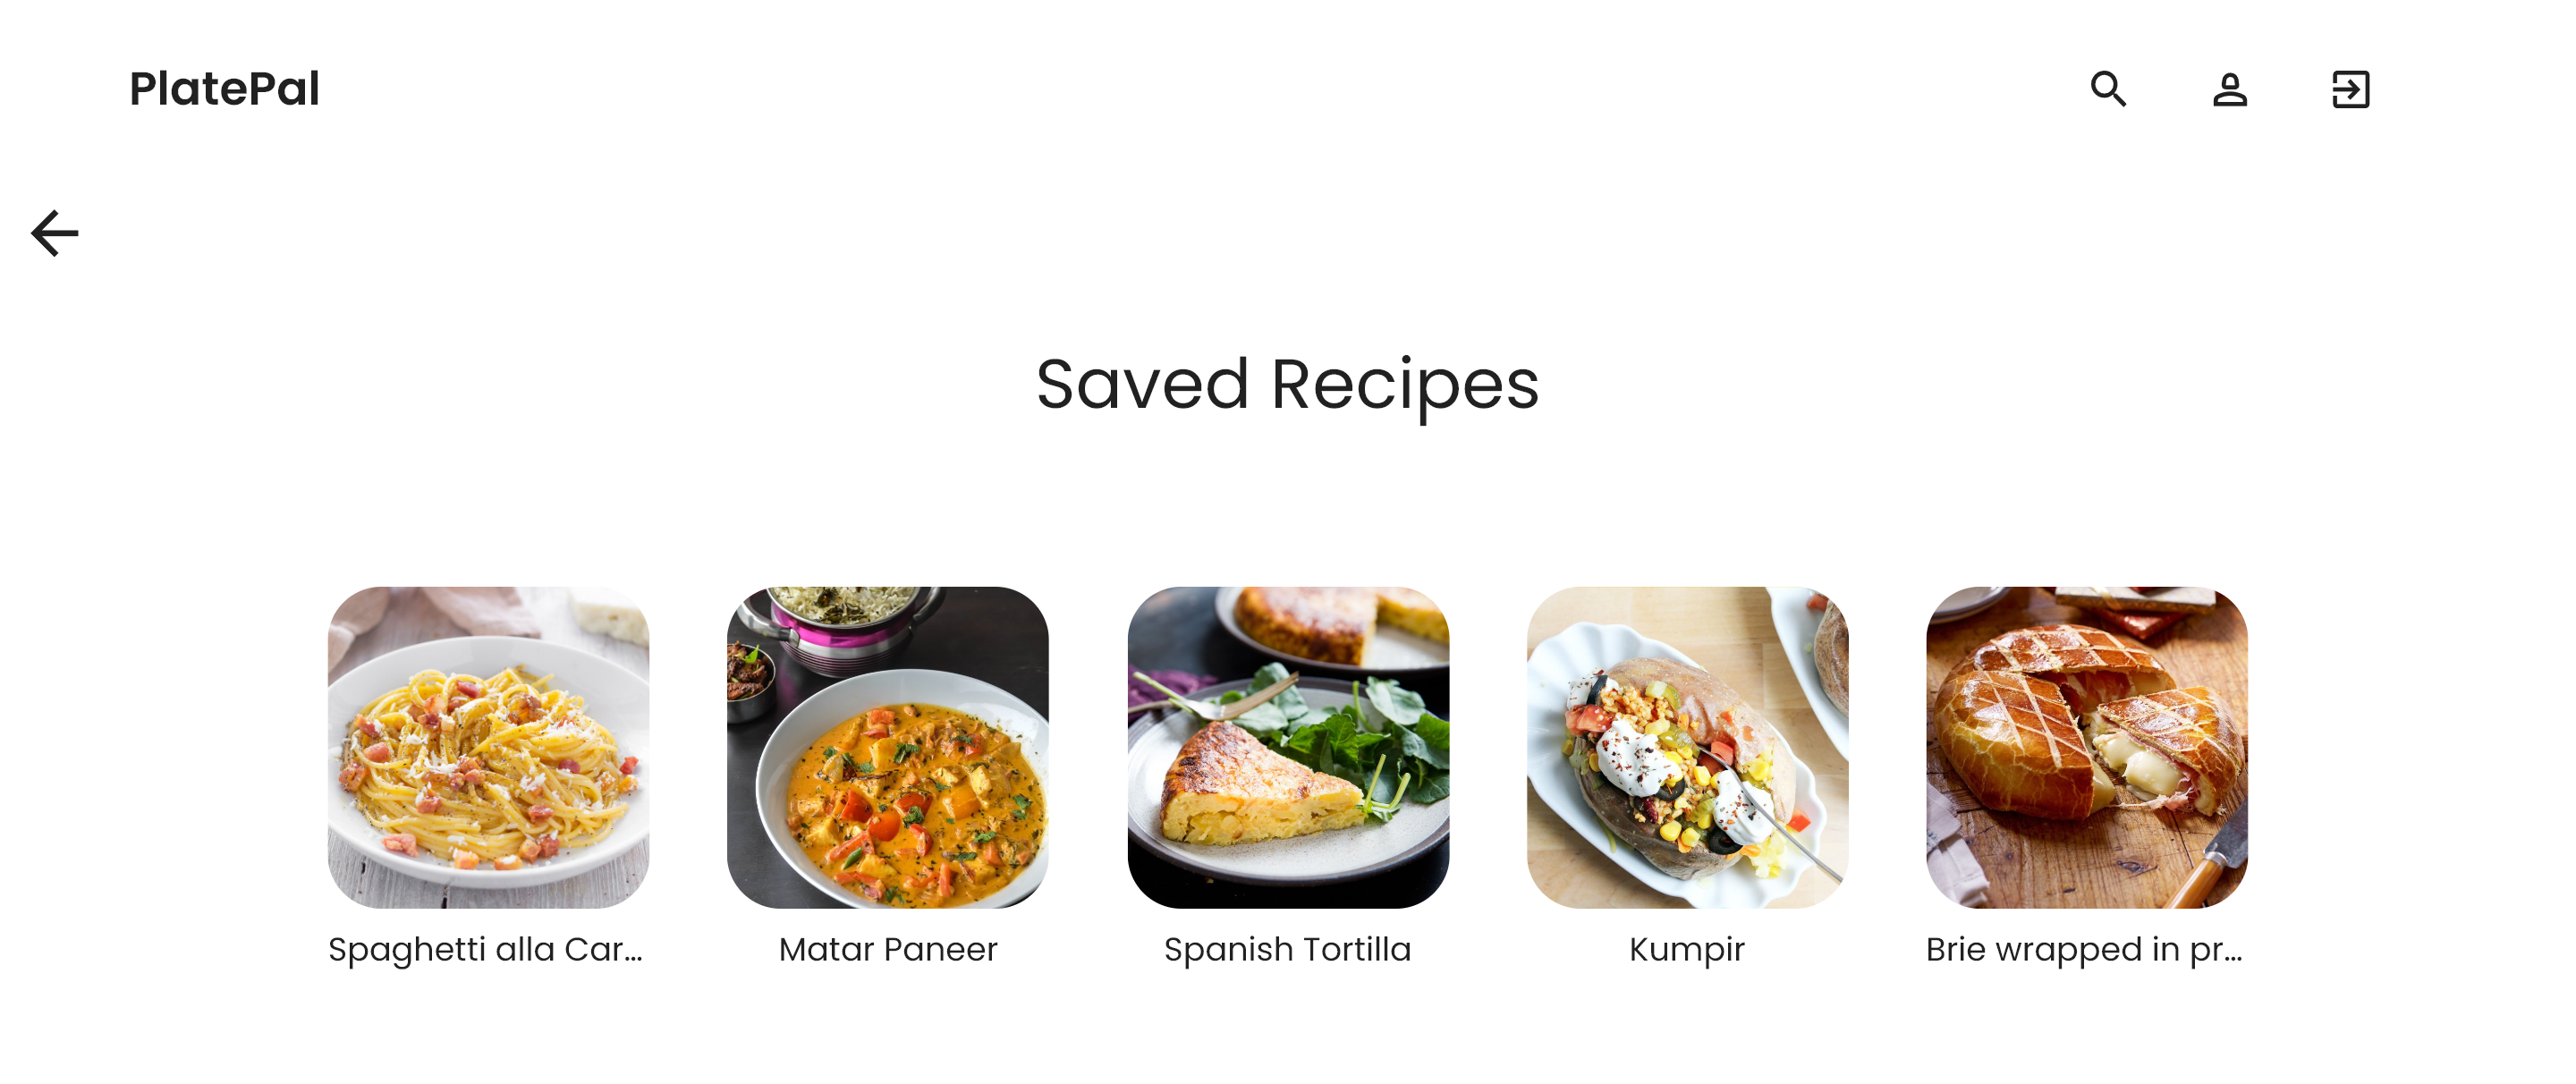 PlatePal
Saved Recipes
Spaghetti alla Car...
Matar Paneer
Spanish Tortilla
Kumpir
Brie wrapped in pr...